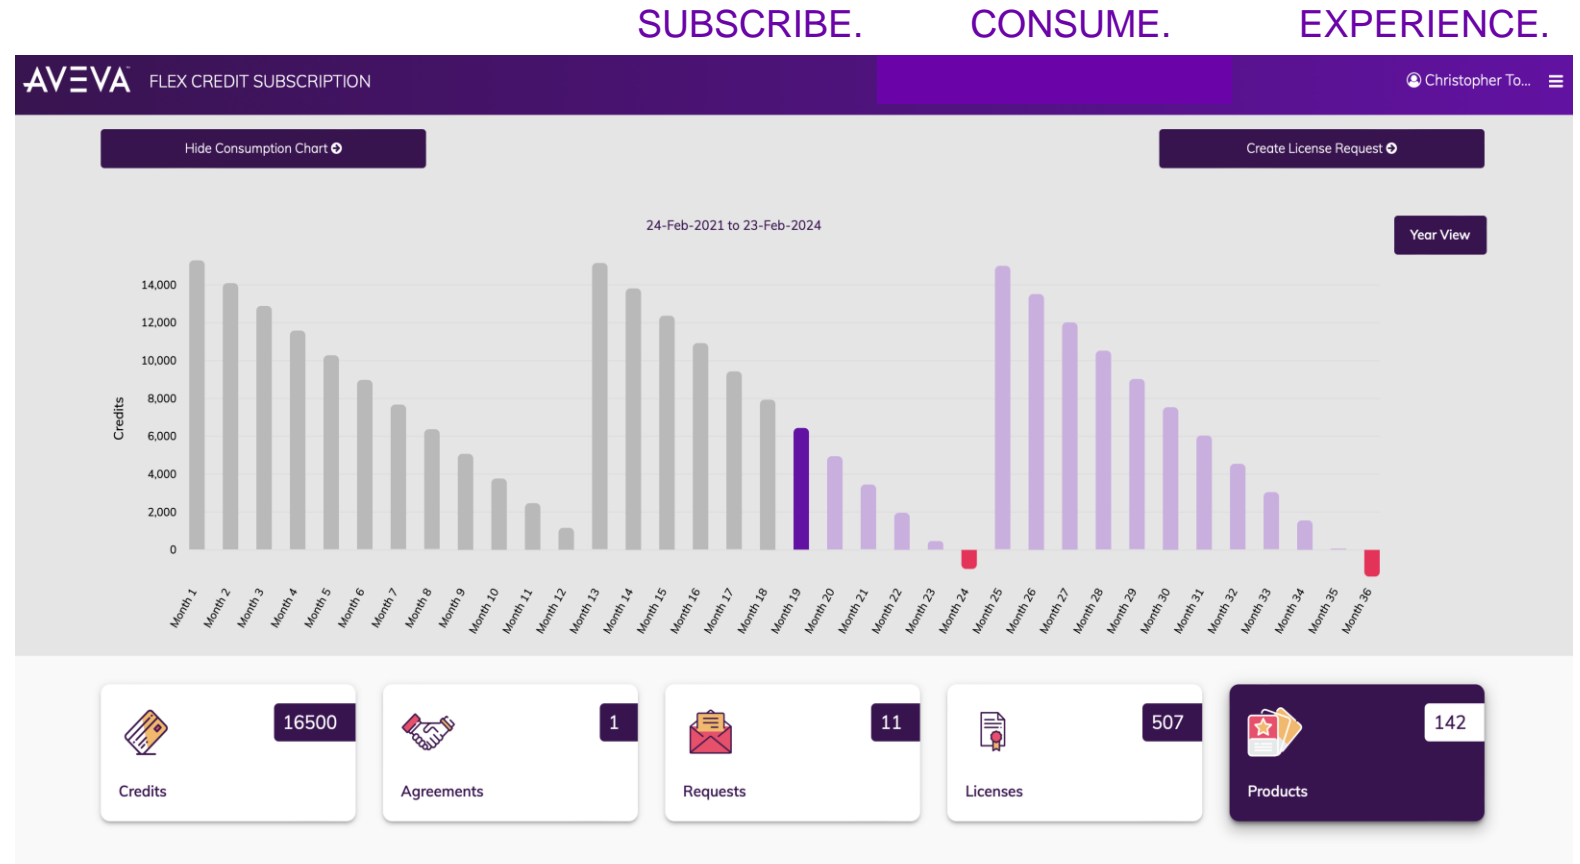 SUBSCRIBE. CONSUME. EXPERIENCE.
AVEVA FLEX CREDIT SUBSCRIPTION Christopher To...
Hide Consumption Chart Create License Request
24-Feb-2021 to 23-Feb-2024
Year View
Credits
14,000
12,000
10,000
8,000
6,000
4,000
2,000
0
Month 1 Month 2 Month 3 Month 4 Month 5 Month 6 Month 7 Month 8 Month 9 Month 10 Month 11 Month 12 Month 13 Month 14 Month 15 Month 16 Month 17 Month 18 Month 19 Month 20 Month 21 Month 22 Month 23 Month 24 Month 25 Month 26 Month 27 Month 28 Month 29 Month 30 Month 31 Month 32 Month 33 Month 34 Month 35 Month 36
16500 1 11 507 142
Credits Agreements Requests Licenses Products